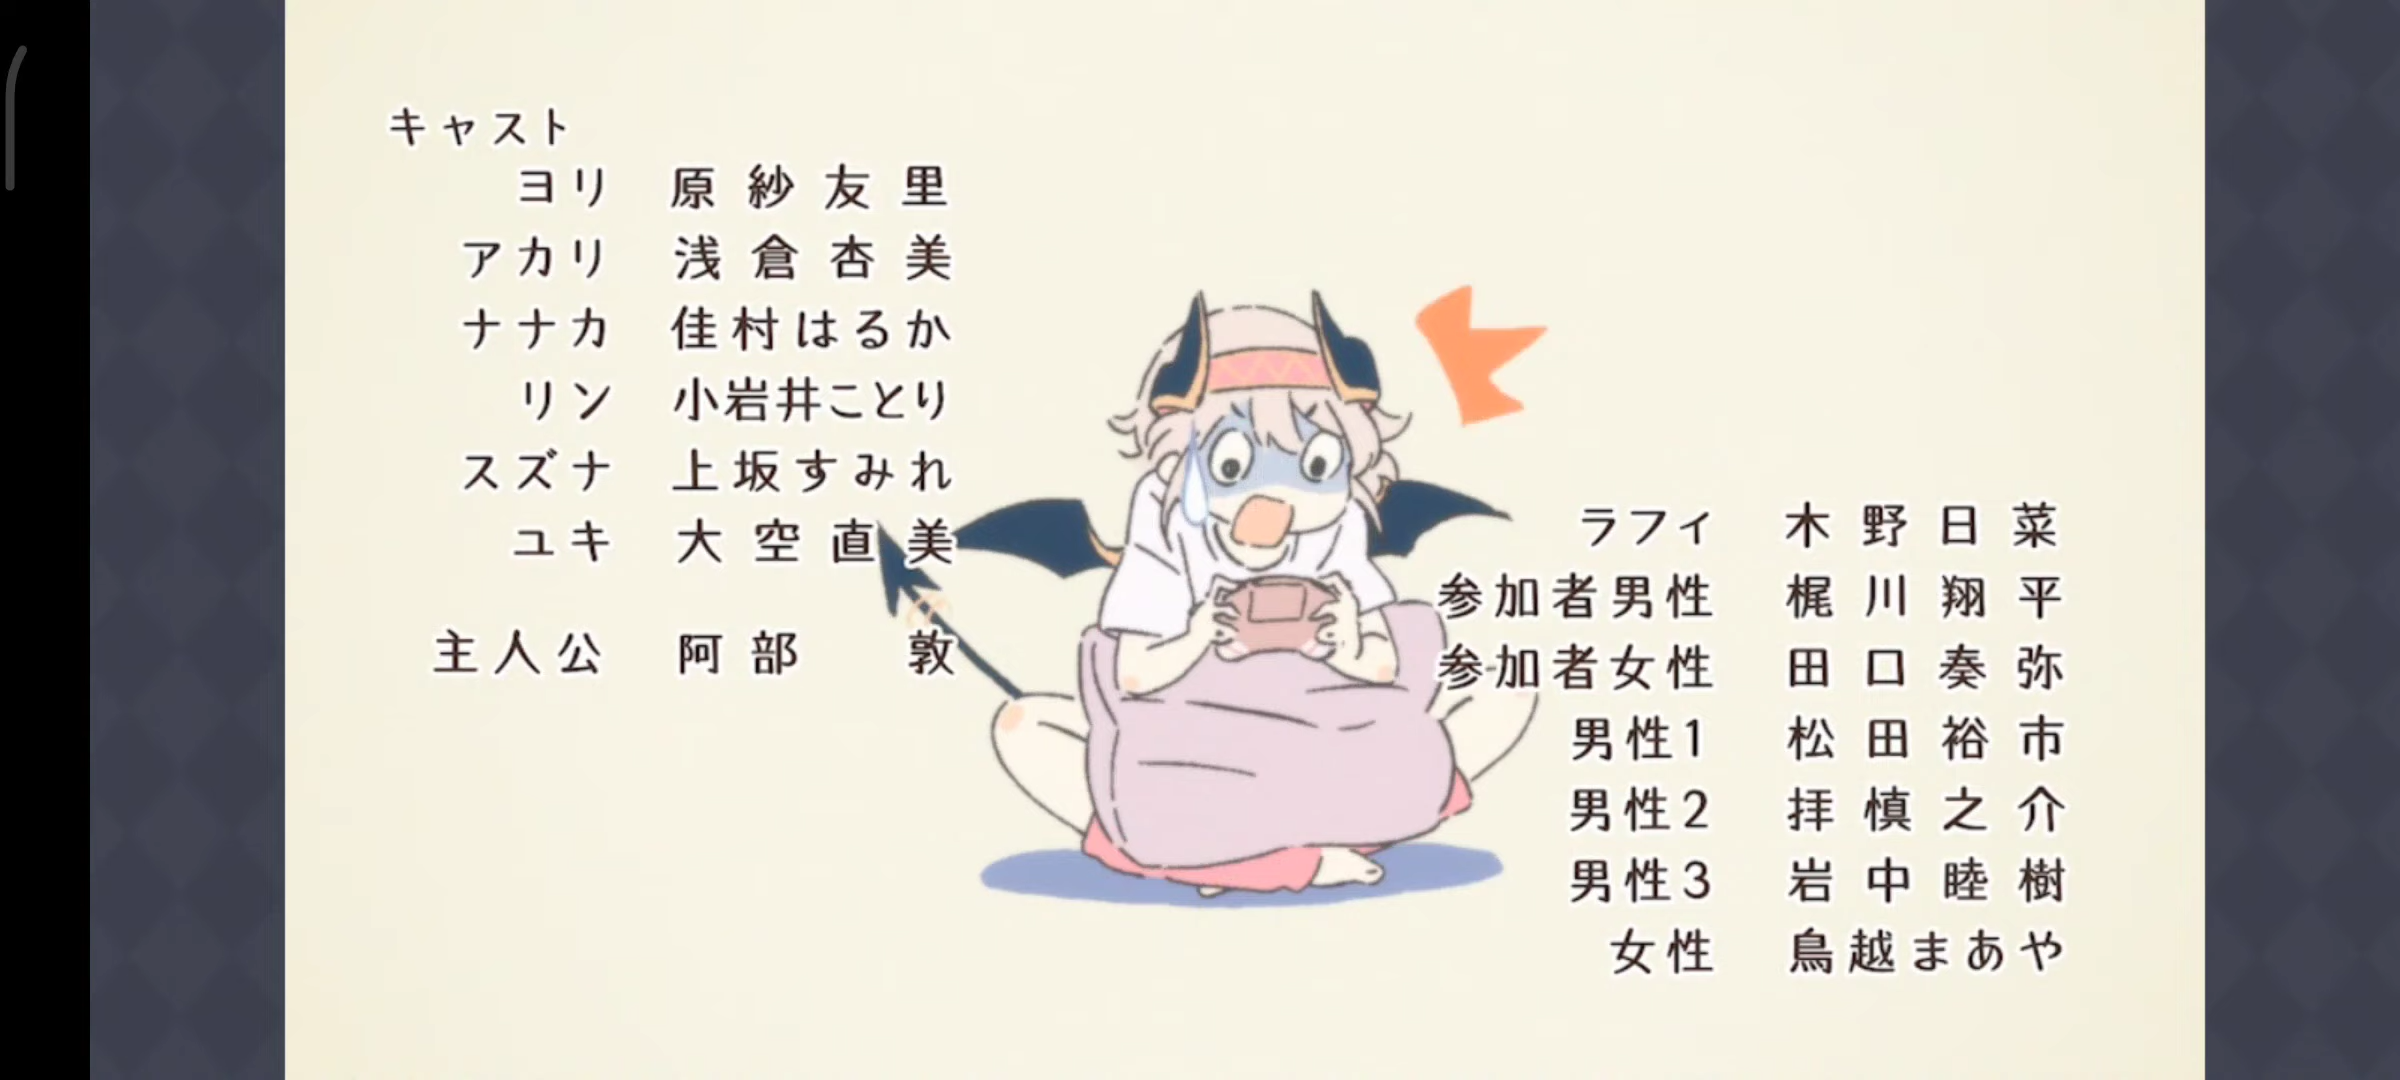 キャスト
ヨリ 原紗友里
アカリ 浅倉杏美
ナナカ 佳村はるか
リン 小岩井ことり
スズナ 上坂すみれ
ユキ 大空直美
主人公 阿部 敦
ラフィ 木野日菜
参加者男性 梶川翔平
参加者女性 田口奏弥
男性1 松田裕市
男性2 拝慎之介
男性3 岩中睦樹
女性 鳥越まあや